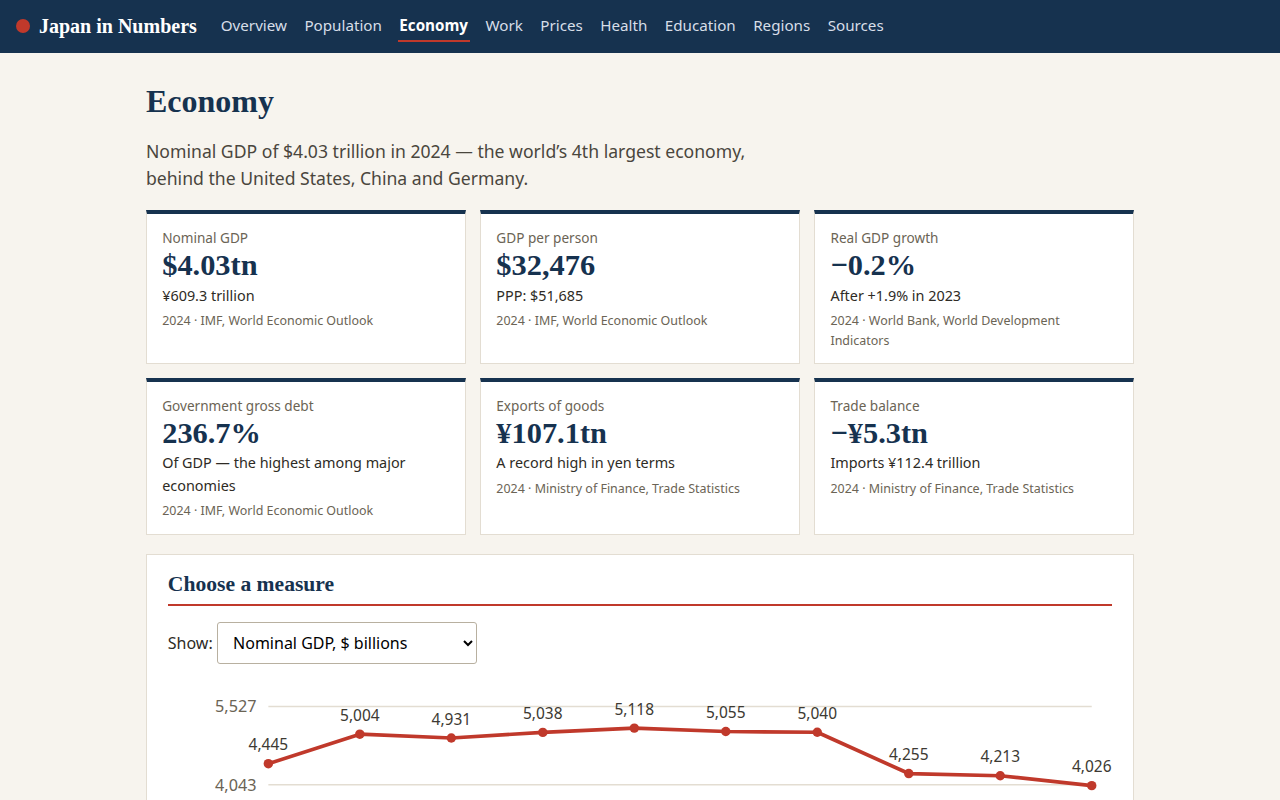 Japan in Numbers Overview Population Economy Work Prices Health Education Regions Sources
Economy
Nominal GDP of $4.03 trillion in 2024 — the world’s 4th largest economy,
behind the United States, China and Germany.
Nominal GDP
$4.03tn
¥609.3 trillion
2024 · IMF, World Economic Outlook
GDP per person
$32,476
PPP: $51,685
2024 · IMF, World Economic Outlook
Real GDP growth
−0.2%
After +1.9% in 2023
2024 · World Bank, World Development
Indicators
Government gross debt
236.7%
Of GDP — the highest among major
economies
2024 · IMF, World Economic Outlook
Exports of goods
¥107.1tn
A record high in yen terms
2024 · Ministry of Finance, Trade Statistics
Trade balance
−¥5.3tn
Imports ¥112.4 trillion
2024 · Ministry of Finance, Trade Statistics
Choose a measure
Show: Nominal GDP, $ billions
5,527
4,445 5,004 4,931 5,038 5,118 5,055 5,040 4,255 4,213 4,026
4,043